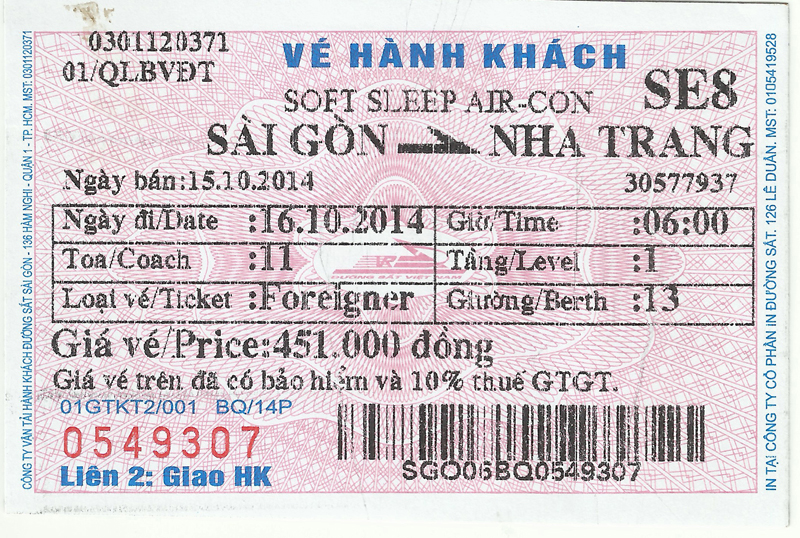 0301120371
01/QLBVĐT
VÉ HÀNH KHÁCH
SOFT SLEEP AIR-CON
SE8
SÀI GÒN NHA TRANG
Ngày bán:15.10.2014
30577937
Ngày đi/Date :16.10.2014 Giờ/Time :06:00
Toa/Coach :11 Tầng/Level :1
Loại vé/Ticket :Foreigner Giường/Berth :13
VR
ĐƯỜNG SẮT VIỆT NAM
Giá vé/Price:451.000 đồng
Giá vé trên đã có bảo hiểm và 10% thuế GTGT.
01GTKT2/001 BQ/14P
0549307
Liên 2: Giao HK
SGO06BQ0549307
CÔNG TY VẬN TẢI HÀNH KHÁCH ĐƯỜNG SẮT SÀI GÒN - 136 HÀM NGHI - QUẬN 1 - TP.HCM. MST: 0301120371
IN TẠI CÔNG TY CỔ PHẦN IN ĐƯỜNG SẮT. 126 LÊ DUẨN. MST: 0105419528